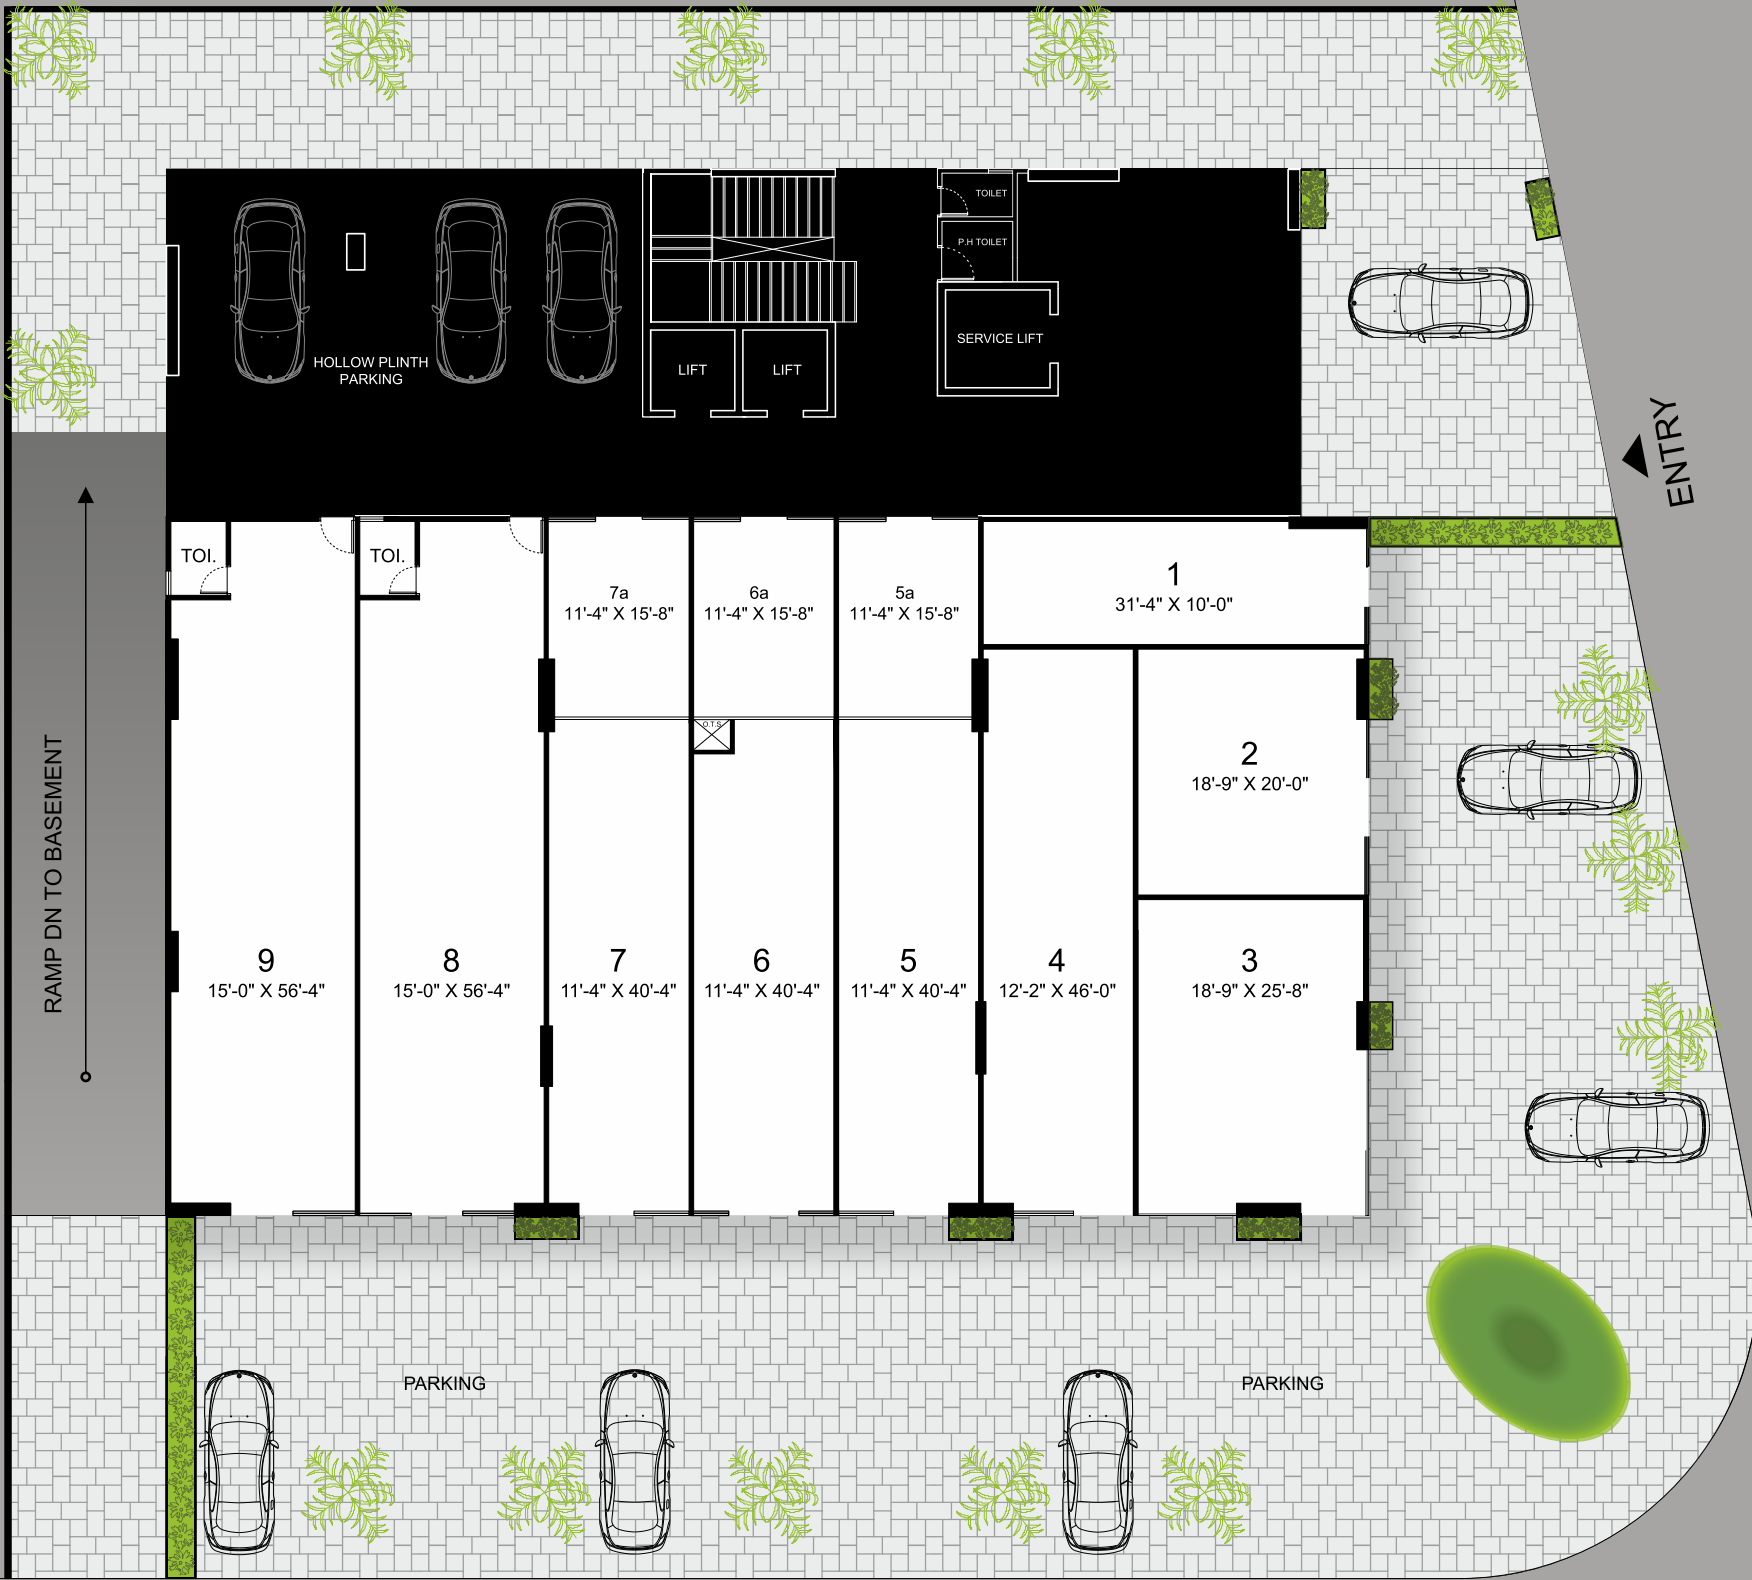 TOILET
P.H TOILET
SERVICE LIFT
HOLLOW PLINTH
PARKING
LIFT
LIFT
ENTRY
TOI.
TOI.
7a
11'-4" X 15'-8"
6a
11'-4" X 15'-8"
5a
11'-4" X 15'-8"
1
31'-4" X 10'-0"
O.T.S
2
18'-9" X 20'-0"
RAMP DN TO BASEMENT
9
15'-0" X 56'-4"
8
15'-0" X 56'-4"
7
11'-4" X 40'-4"
6
11'-4" X 40'-4"
5
11'-4" X 40'-4"
4
12'-2" X 46'-0"
3
18'-9" X 25'-8"
PARKING
PARKING